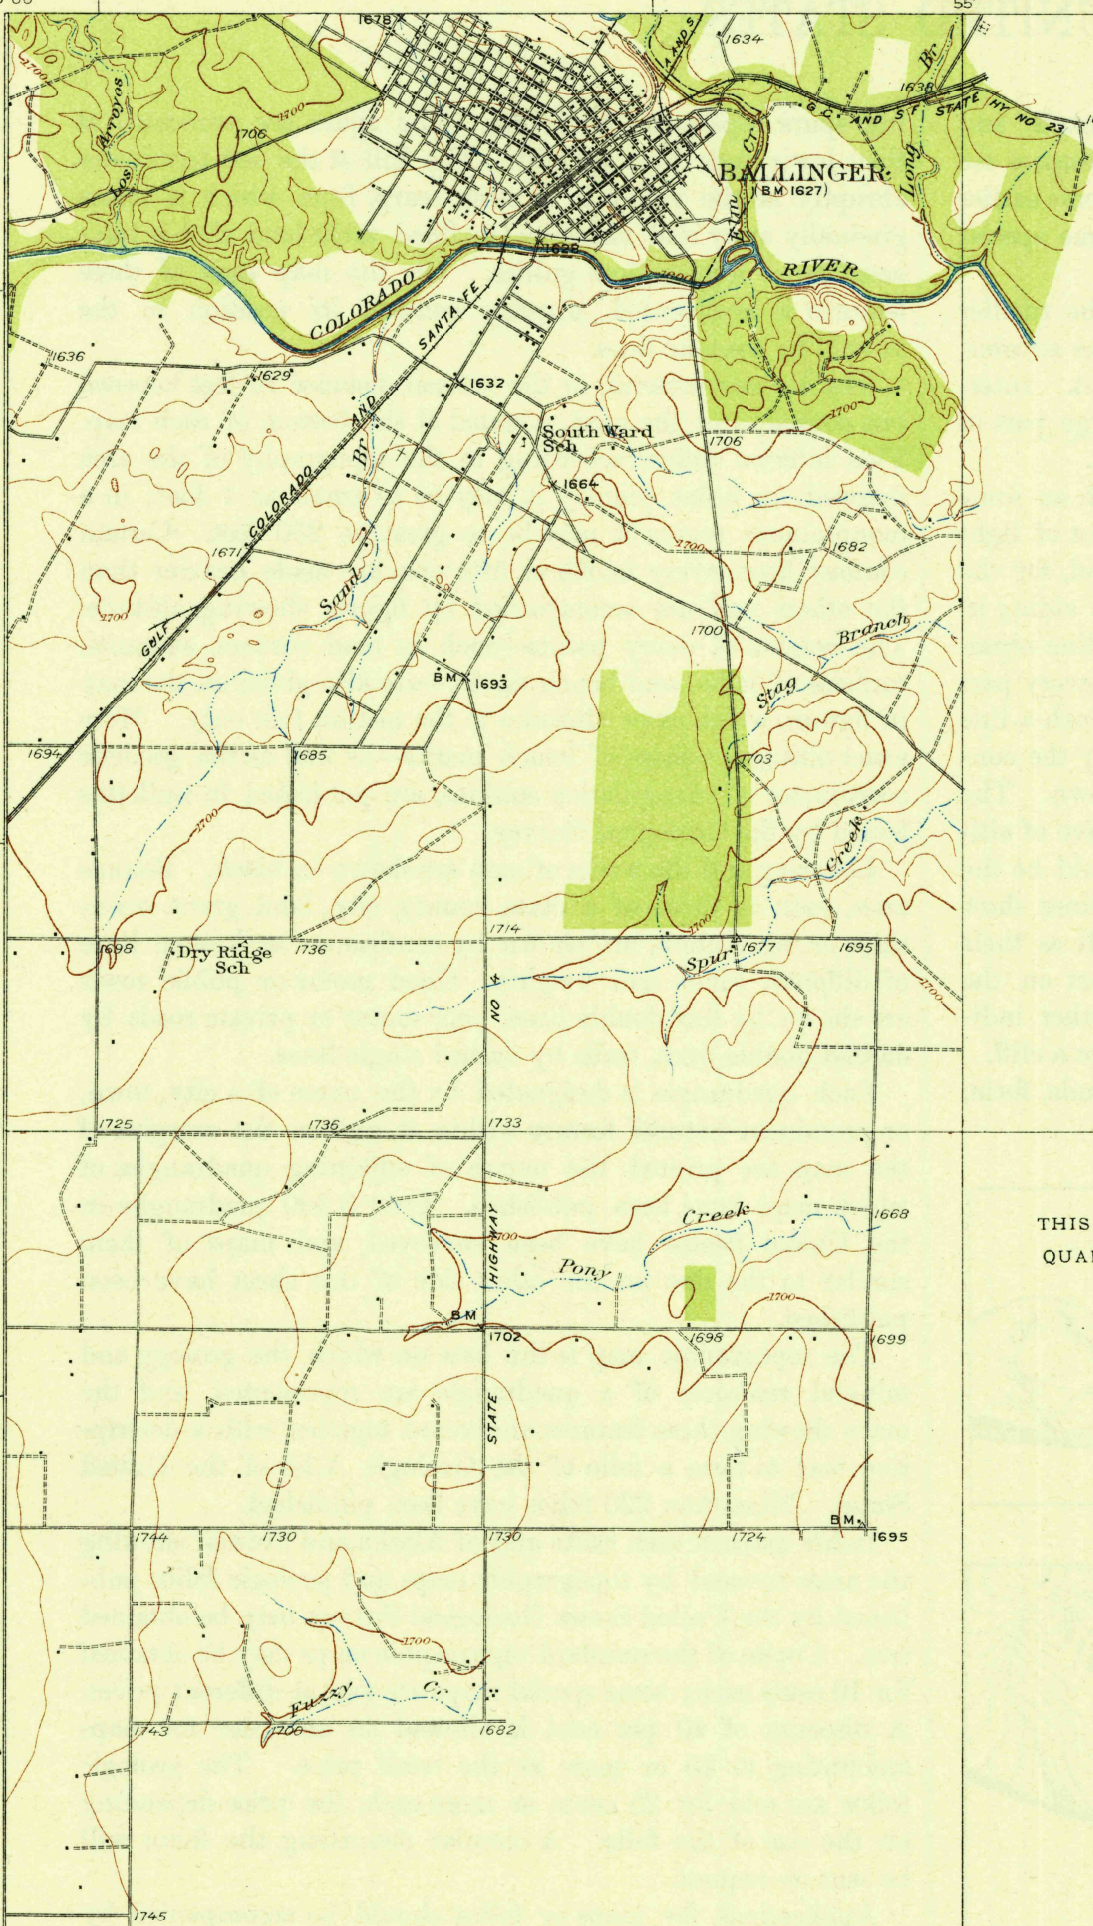 55'
1678
A AND S
1634
Br
1638
G. C. AND S F
STATE HY NO 23
1700
Los Arroyos
1706
1700
Elm Cr
BALLINGER
(BM 1627)
Long
1628
COLORADO
RIVER
SANTA FE
1636
1629
1632
AND
1700
South Ward
Sch
1706
Br
1664
COLORADO
1671
1700
1682
Sand
1700
GULF
1700
Branch
BM
1693
Stag
1694
1685
1703
1700
Creek
1714
1700
1698
Dry Ridge
Sch
1736
Spur
1677
1695
NO 4
1700
1725
1736
1733
THIS
QUA
HIGHWAY
1700
Creek
1668
Pony
BM
1702
1700
1698
1699
STATE
1744
1730
1730
1724
BM
1695
1700
Fuzzy Cr.
1743
1700
1682
1745